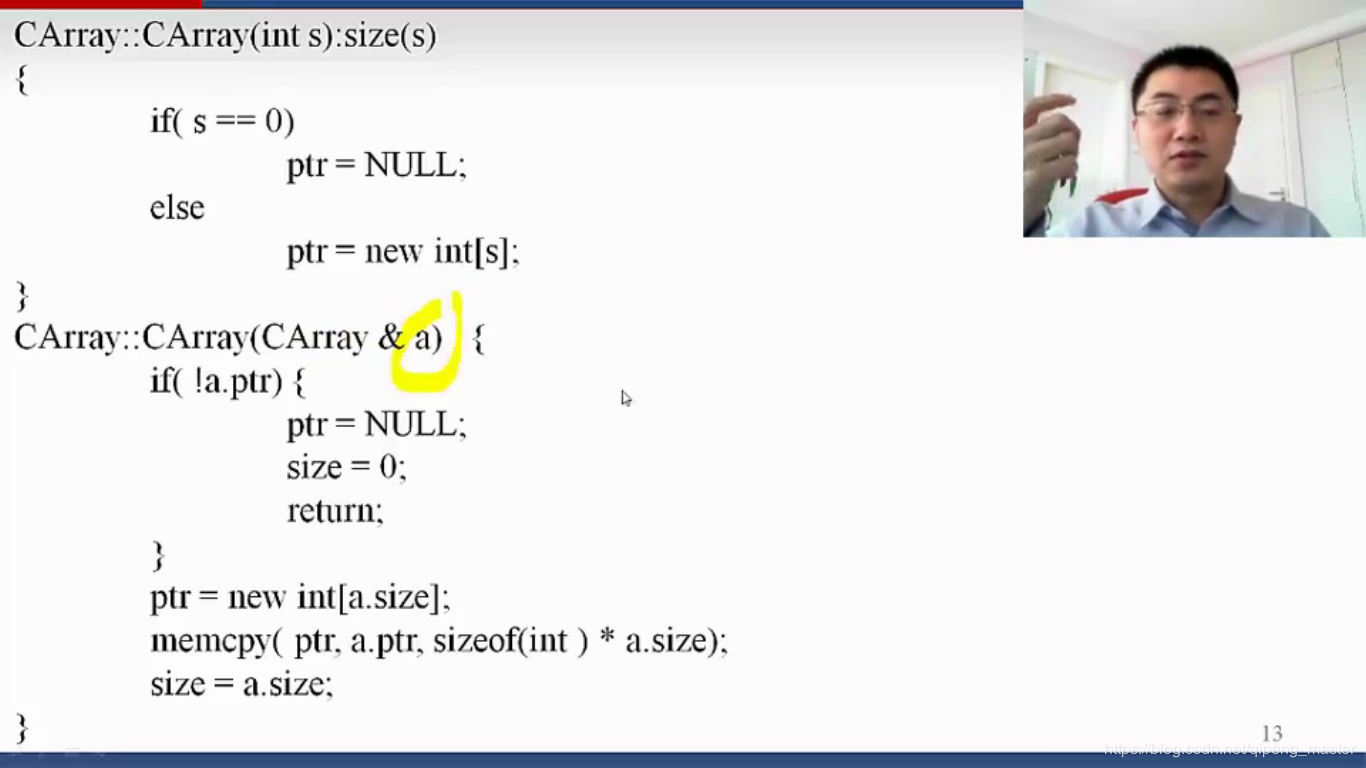 CArray::CArray(int s):size(s)
{
if( s == 0)
ptr = NULL;
else
ptr = new int[s];
}
CArray::CArray(CArray & a) {
if( !a.ptr) {
ptr = NULL;
size = 0;
return;
}
ptr = new int[a.size];
memcpy( ptr, a.ptr, sizeof(int ) * a.size);
size = a.size;
}
13
https://blog.csdn.net/qipeng_master